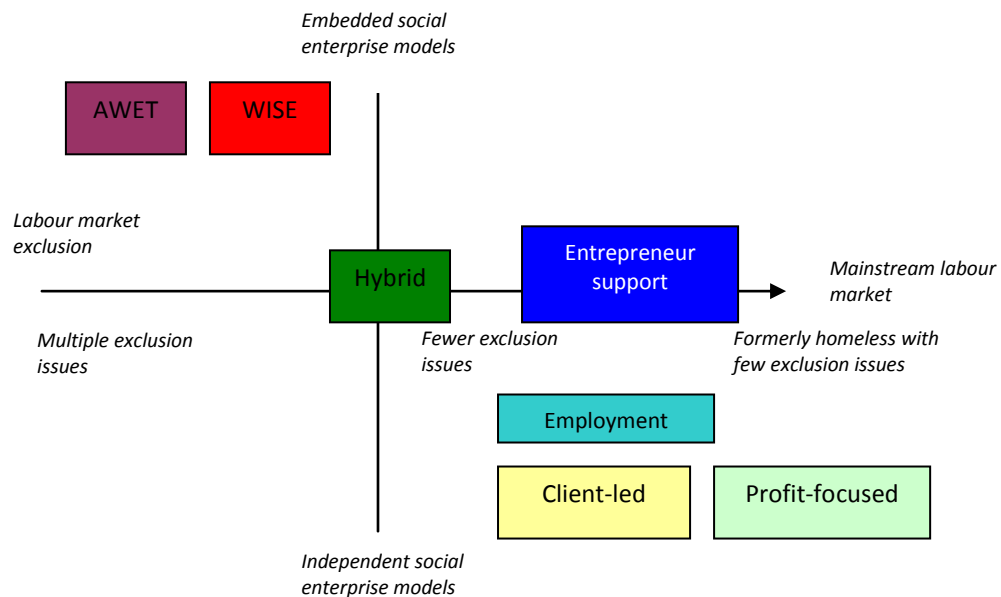 Embedded social
enterprise models
AWET
WISE
Labour market
exclusion
Hybrid
Entrepreneur
support
Mainstream labour
market
Multiple exclusion
issues
Fewer exclusion
issues
Formerly homeless with
few exclusion issues
Employment
Client-led
Profit-focused
Independent social
enterprise models